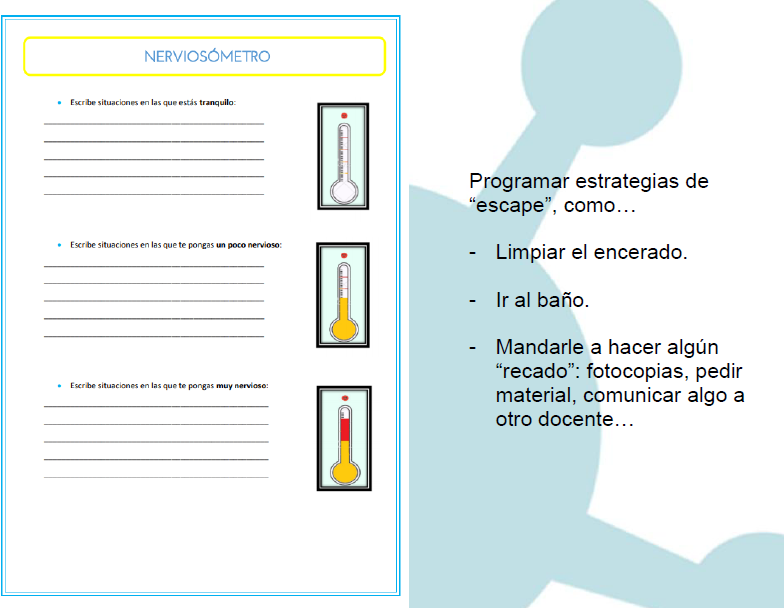 NERVIOSÓMETRO
• Escribe situaciones en las que estás tranquilo:
• Escribe situaciones en las que te pongas un poco nervioso:
• Escribe situaciones en las que te pongas muy nervioso:
Programar estrategias de
“escape”, como…
- Limpiar el encerado.
- Ir al baño.
- Mandarle a hacer algún
“recado”: fotocopias, pedir
material, comunicar algo a
otro docente…